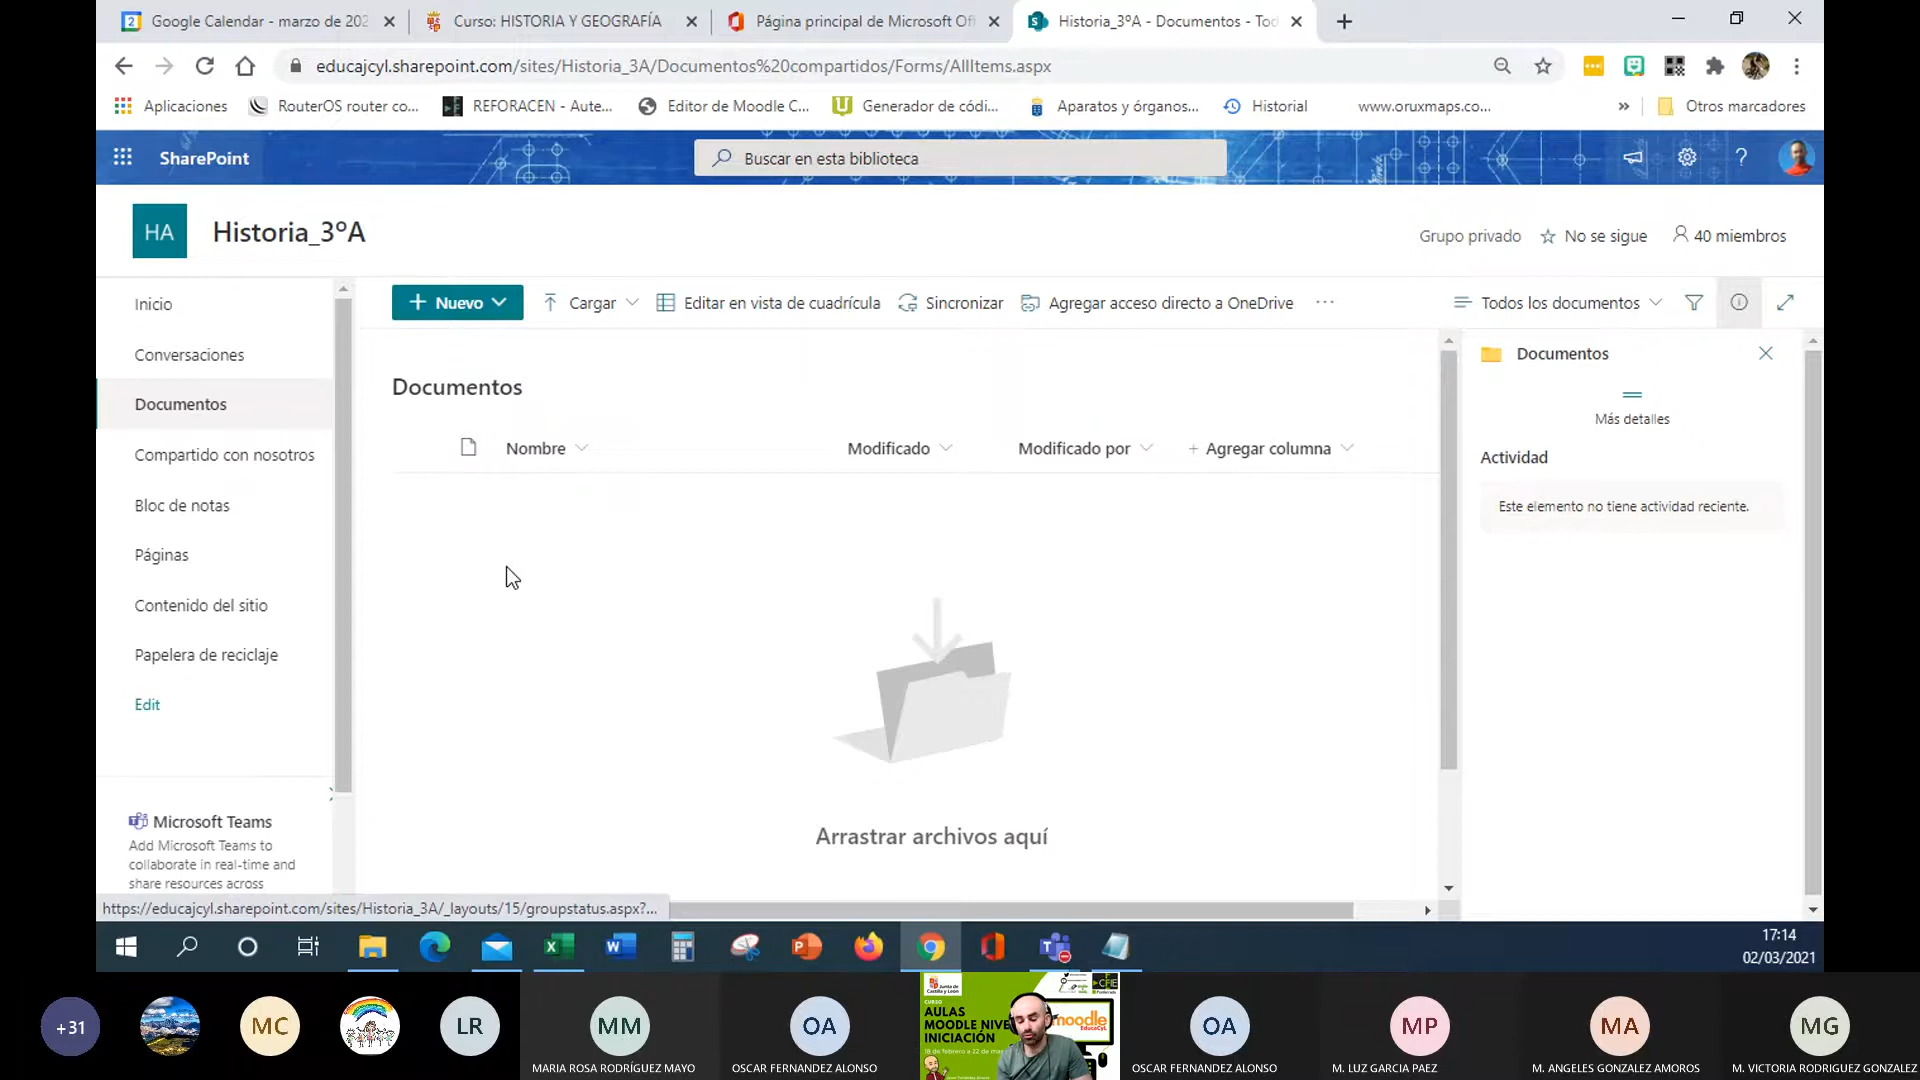 Google Calendar - marzo de 202
Curso: HISTORIA Y GEOGRAFÍA
Página principal de Microsoft Off
Historia_3ºA - Documentos - Tod
educajcyl.sharepoint.com/sites/Historia_3A/Documentos%20compartidos/Forms/AllItems.aspx
Aplicaciones
RouterOS router co...
REFORACEN - Aute...
Editor de Moodle C...
Generador de códi...
Aparatos y órganos...
Historial
www.oruxmaps.co...
Otros marcadores
SharePoint
Buscar en esta biblioteca
HA
Historia_3ºA
Grupo privado
No se sigue
40 miembros
Inicio
Conversaciones
Documentos
Compartido con nosotros
Bloc de notas
Páginas
Contenido del sitio
Papelera de reciclaje
Edit
Microsoft Teams
Add Microsoft Teams to
collaborate in real-time and
share resources across
Nuevo
Cargar
Editar en vista de cuadrícula
Sincronizar
Agregar acceso directo a OneDrive
Todos los documentos
Documentos
Nombre
Modificado
Modificado por
Agregar columna
Arrastrar archivos aquí
Documentos
Más detalles
Actividad
Este elemento no tiene actividad reciente.
https://educajcyl.sharepoint.com/sites/Historia_3A/_layouts/15/groupstatus.aspx?...
17:14
02/03/2021
+31
MC
LR
MM
MARIA ROSA RODRÍGUEZ MAYO
OA
OSCAR FERNANDEZ ALONSO
Junta de
Castilla y León
CFIE
CURSO
AULAS
MOODLE NIVE
INICIACIÓN
moodle
OA
OSCAR FERNANDEZ ALONSO
MP
M. LUZ GARCIA PAEZ
MA
M. ANGELES GONZALEZ AMOROS
MG
M. VICTORIA RODRIGUEZ GONZALEZ